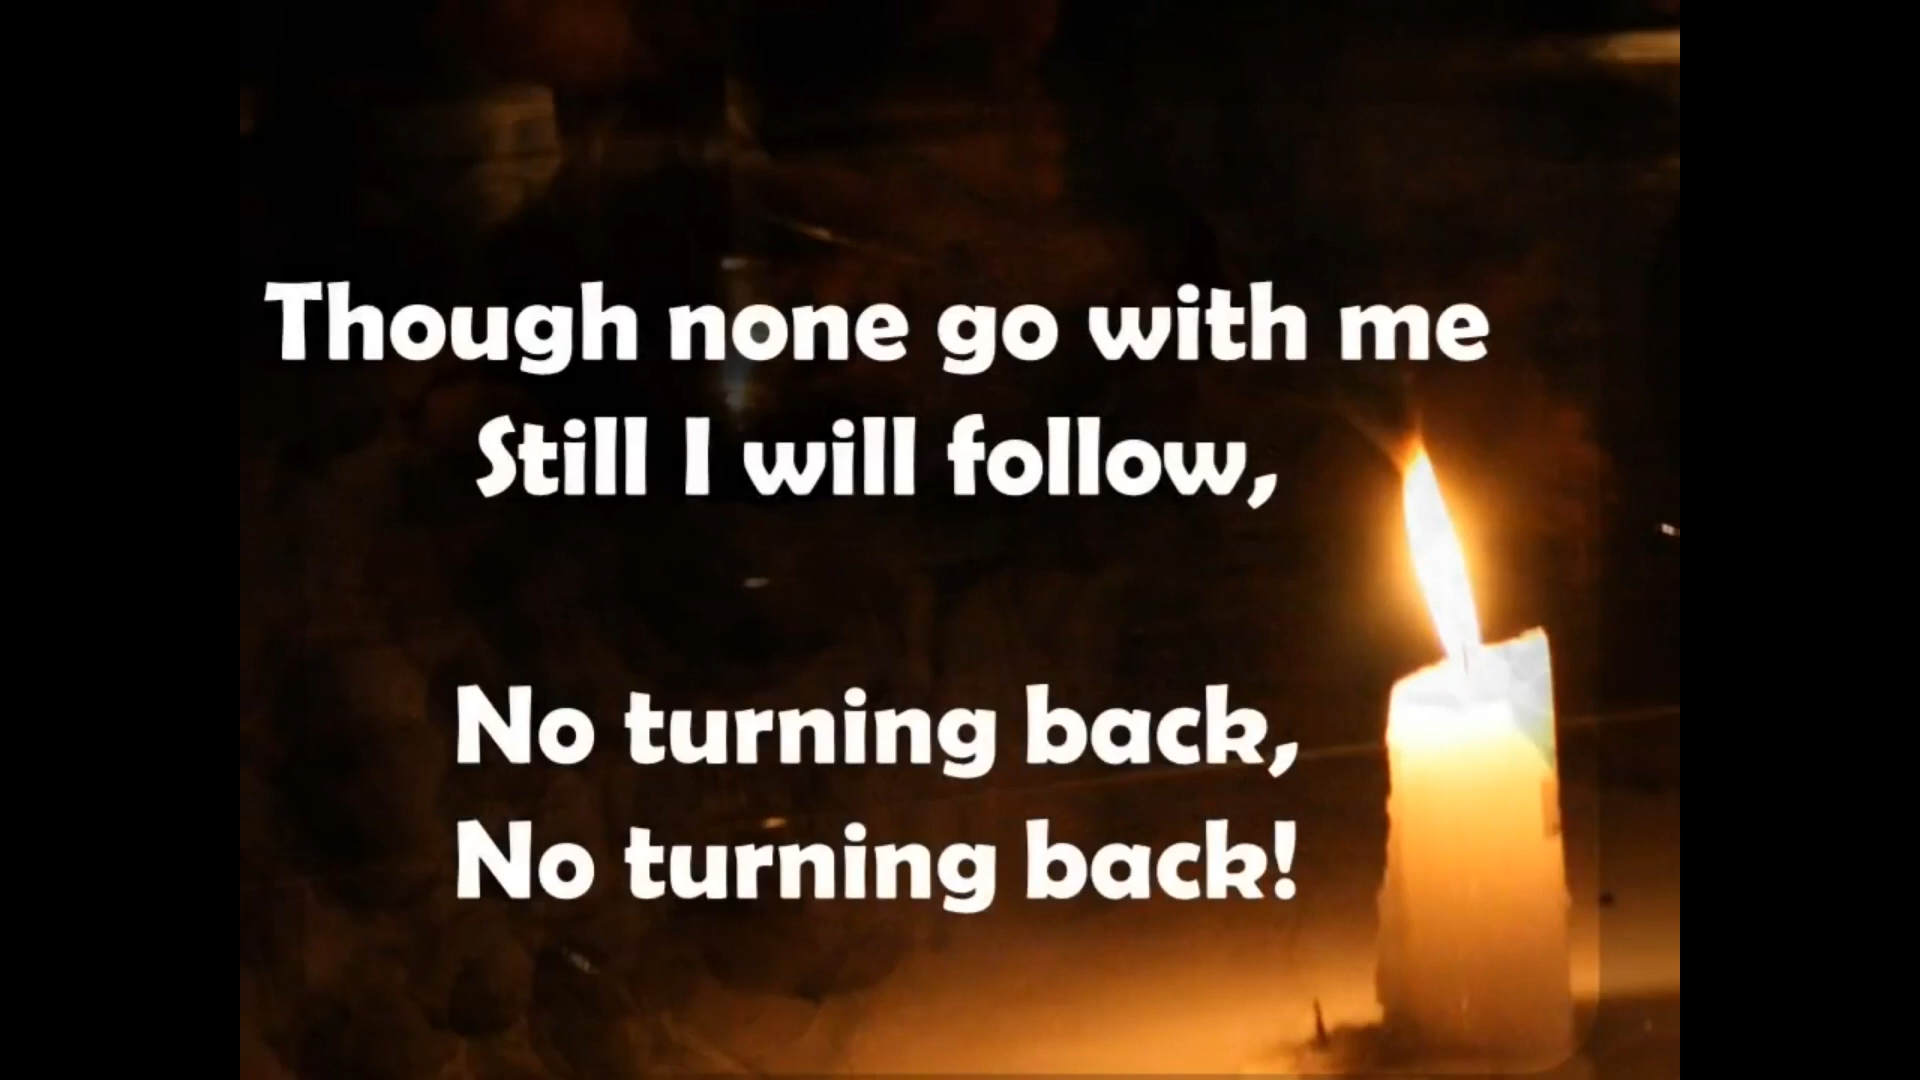 Though none go with me
Still I will follow,
No turning back,
No turning back!